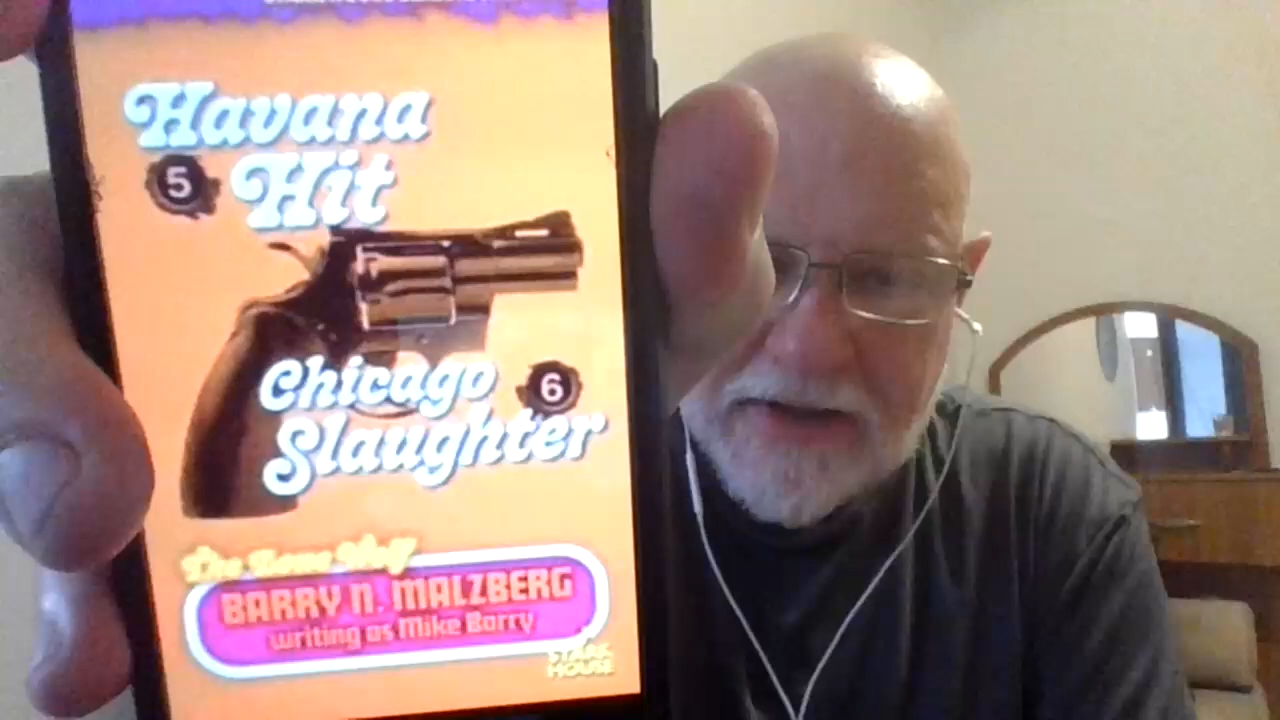 Havana
5 Hit
Chicago 6
Slaughter
The Lone Wolf
BARRY N. MALZBERG
writing as Mike Barry
STARK
HOUSE